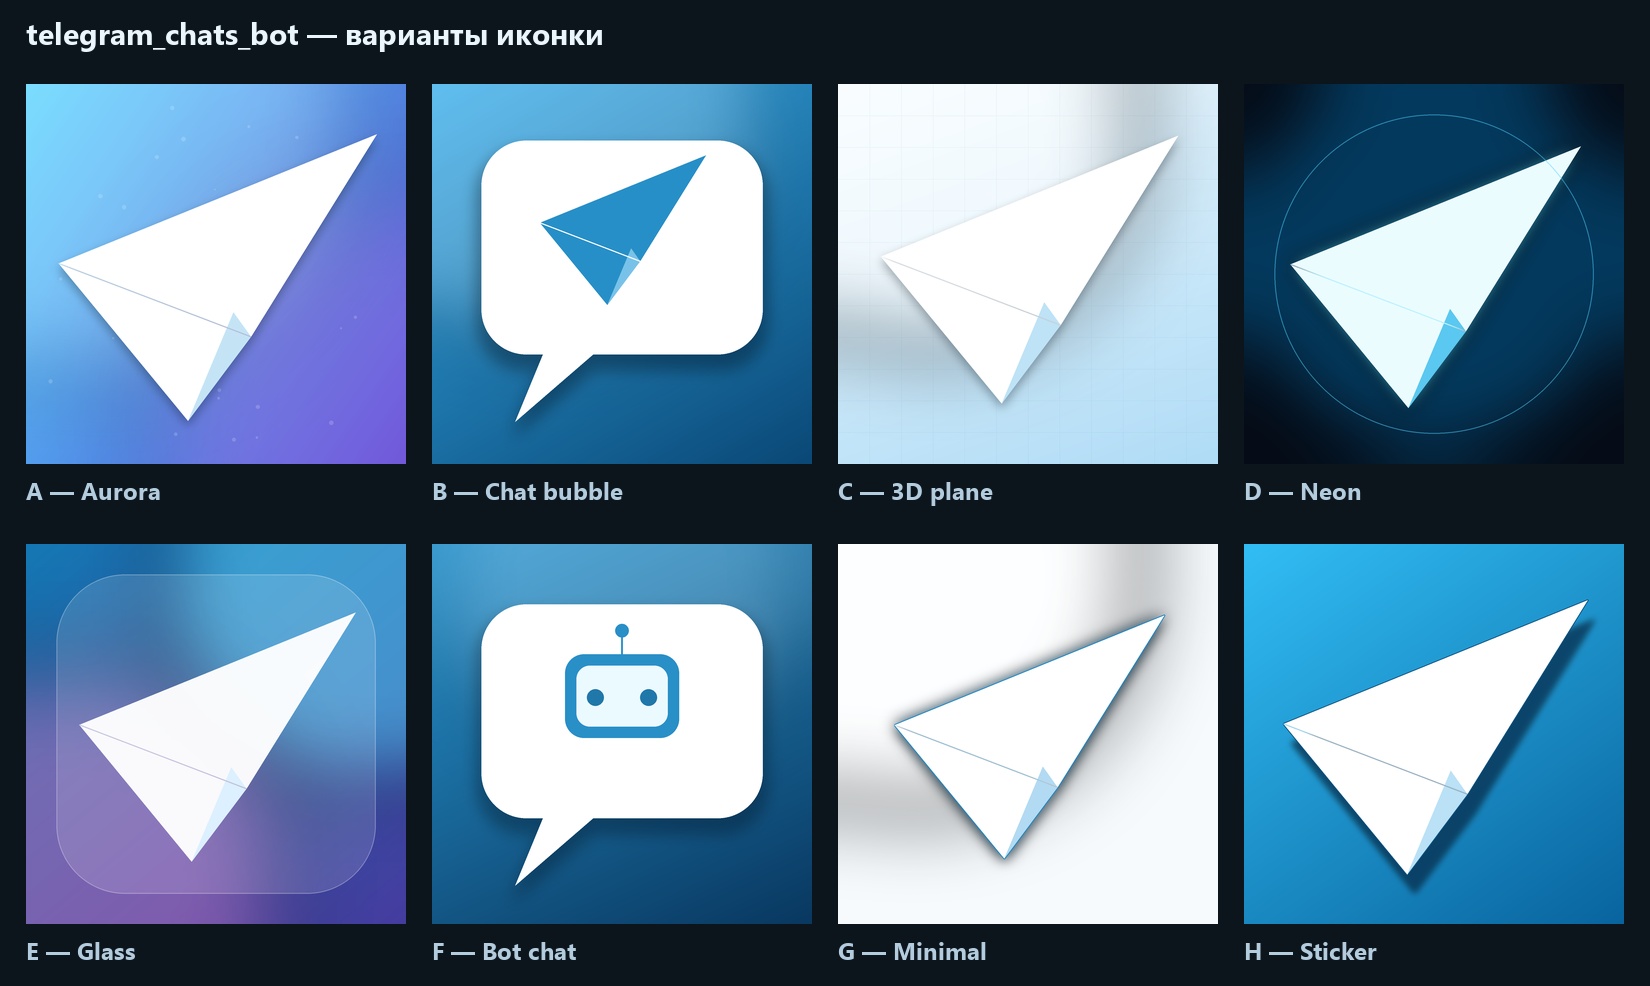 telegram_chats_bot — варианты иконки
A — Aurora
B — Chat bubble
C — 3D plane
D — Neon
E — Glass
F — Bot chat
G — Minimal
H — Sticker